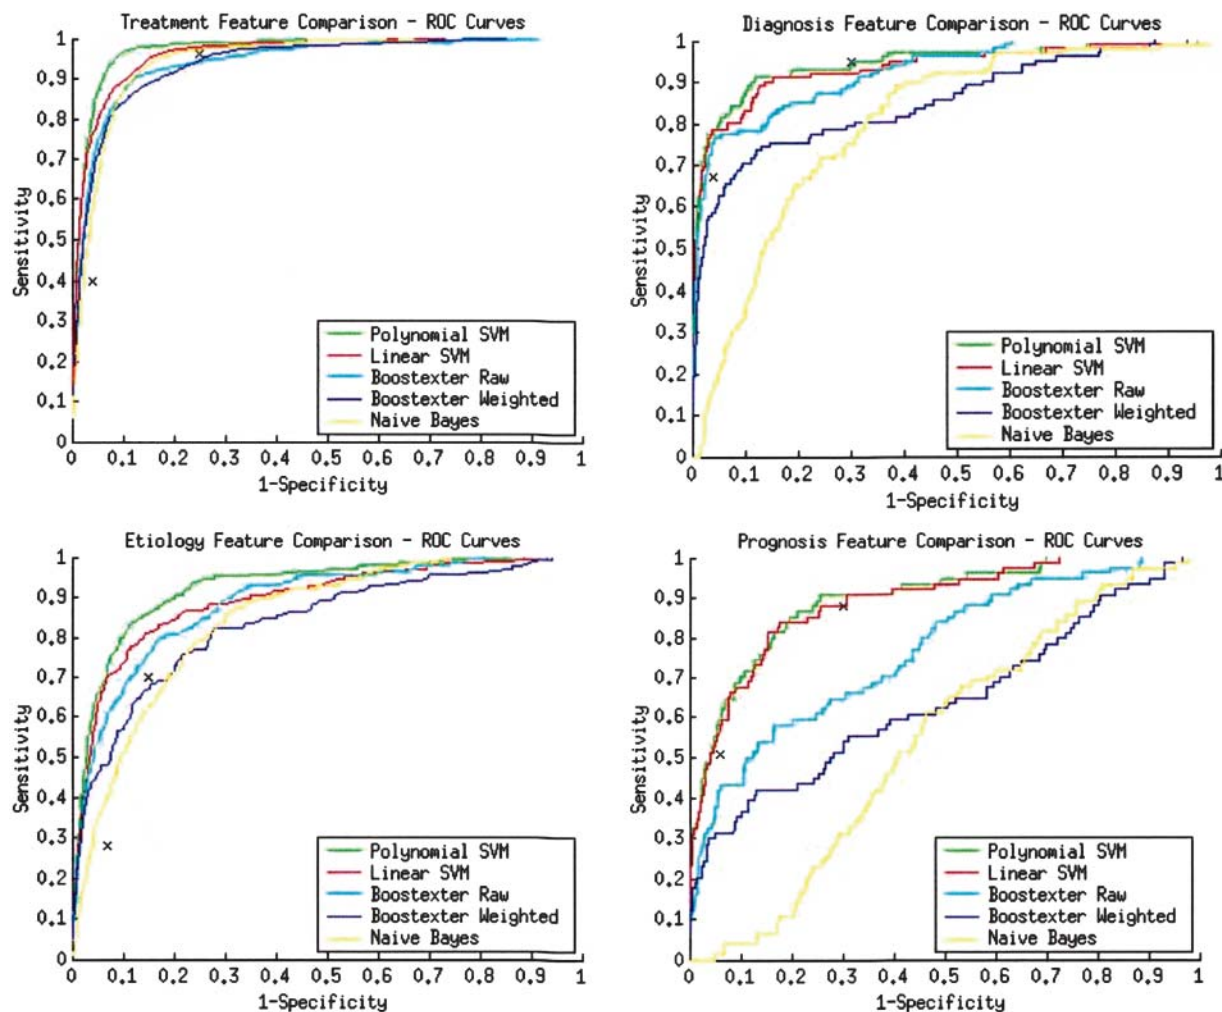 Treatment Feature Comparison - ROC Curves
1
0.9
0.8
0.7
0.6
0.5
0.4
0.3
0.2
0.1
0
Sensitivity
Polynomial SVM
Linear SVM
Boostexter Raw
Boostexter Weighted
Naive Bayes
0 0.1 0.2 0.3 0.4 0.5 0.6 0.7 0.8 0.9 1
1-Specificity
Diagnosis Feature Comparison - ROC Curves
1
0.9
0.8
0.7
0.6
0.5
0.4
0.3
0.2
0.1
0
Sensitivity
Polynomial SVM
Linear SVM
Boostexter Raw
Boostexter Weighted
Naive Bayes
0 0.1 0.2 0.3 0.4 0.5 0.6 0.7 0.8 0.9 1
1-Specificity
Etiology Feature Comparison - ROC Curves
1
0.9
0.8
0.7
0.6
0.5
0.4
0.3
0.2
0.1
0
Sensitivity
Polynomial SVM
Linear SVM
Boostexter Raw
Boostexter Weighted
Naive Bayes
0 0.1 0.2 0.3 0.4 0.5 0.6 0.7 0.8 0.9 1
1-Specificity
Prognosis Feature Comparison - ROC Curves
1
0.9
0.8
0.7
0.6
0.5
0.4
0.3
0.2
0.1
0
Sensitivity
Polynomial SVM
Linear SVM
Boostexter Raw
Boostexter Weighted
Naive Bayes
0 0.1 0.2 0.3 0.4 0.5 0.6 0.7 0.8 0.9 1
1-Specificity